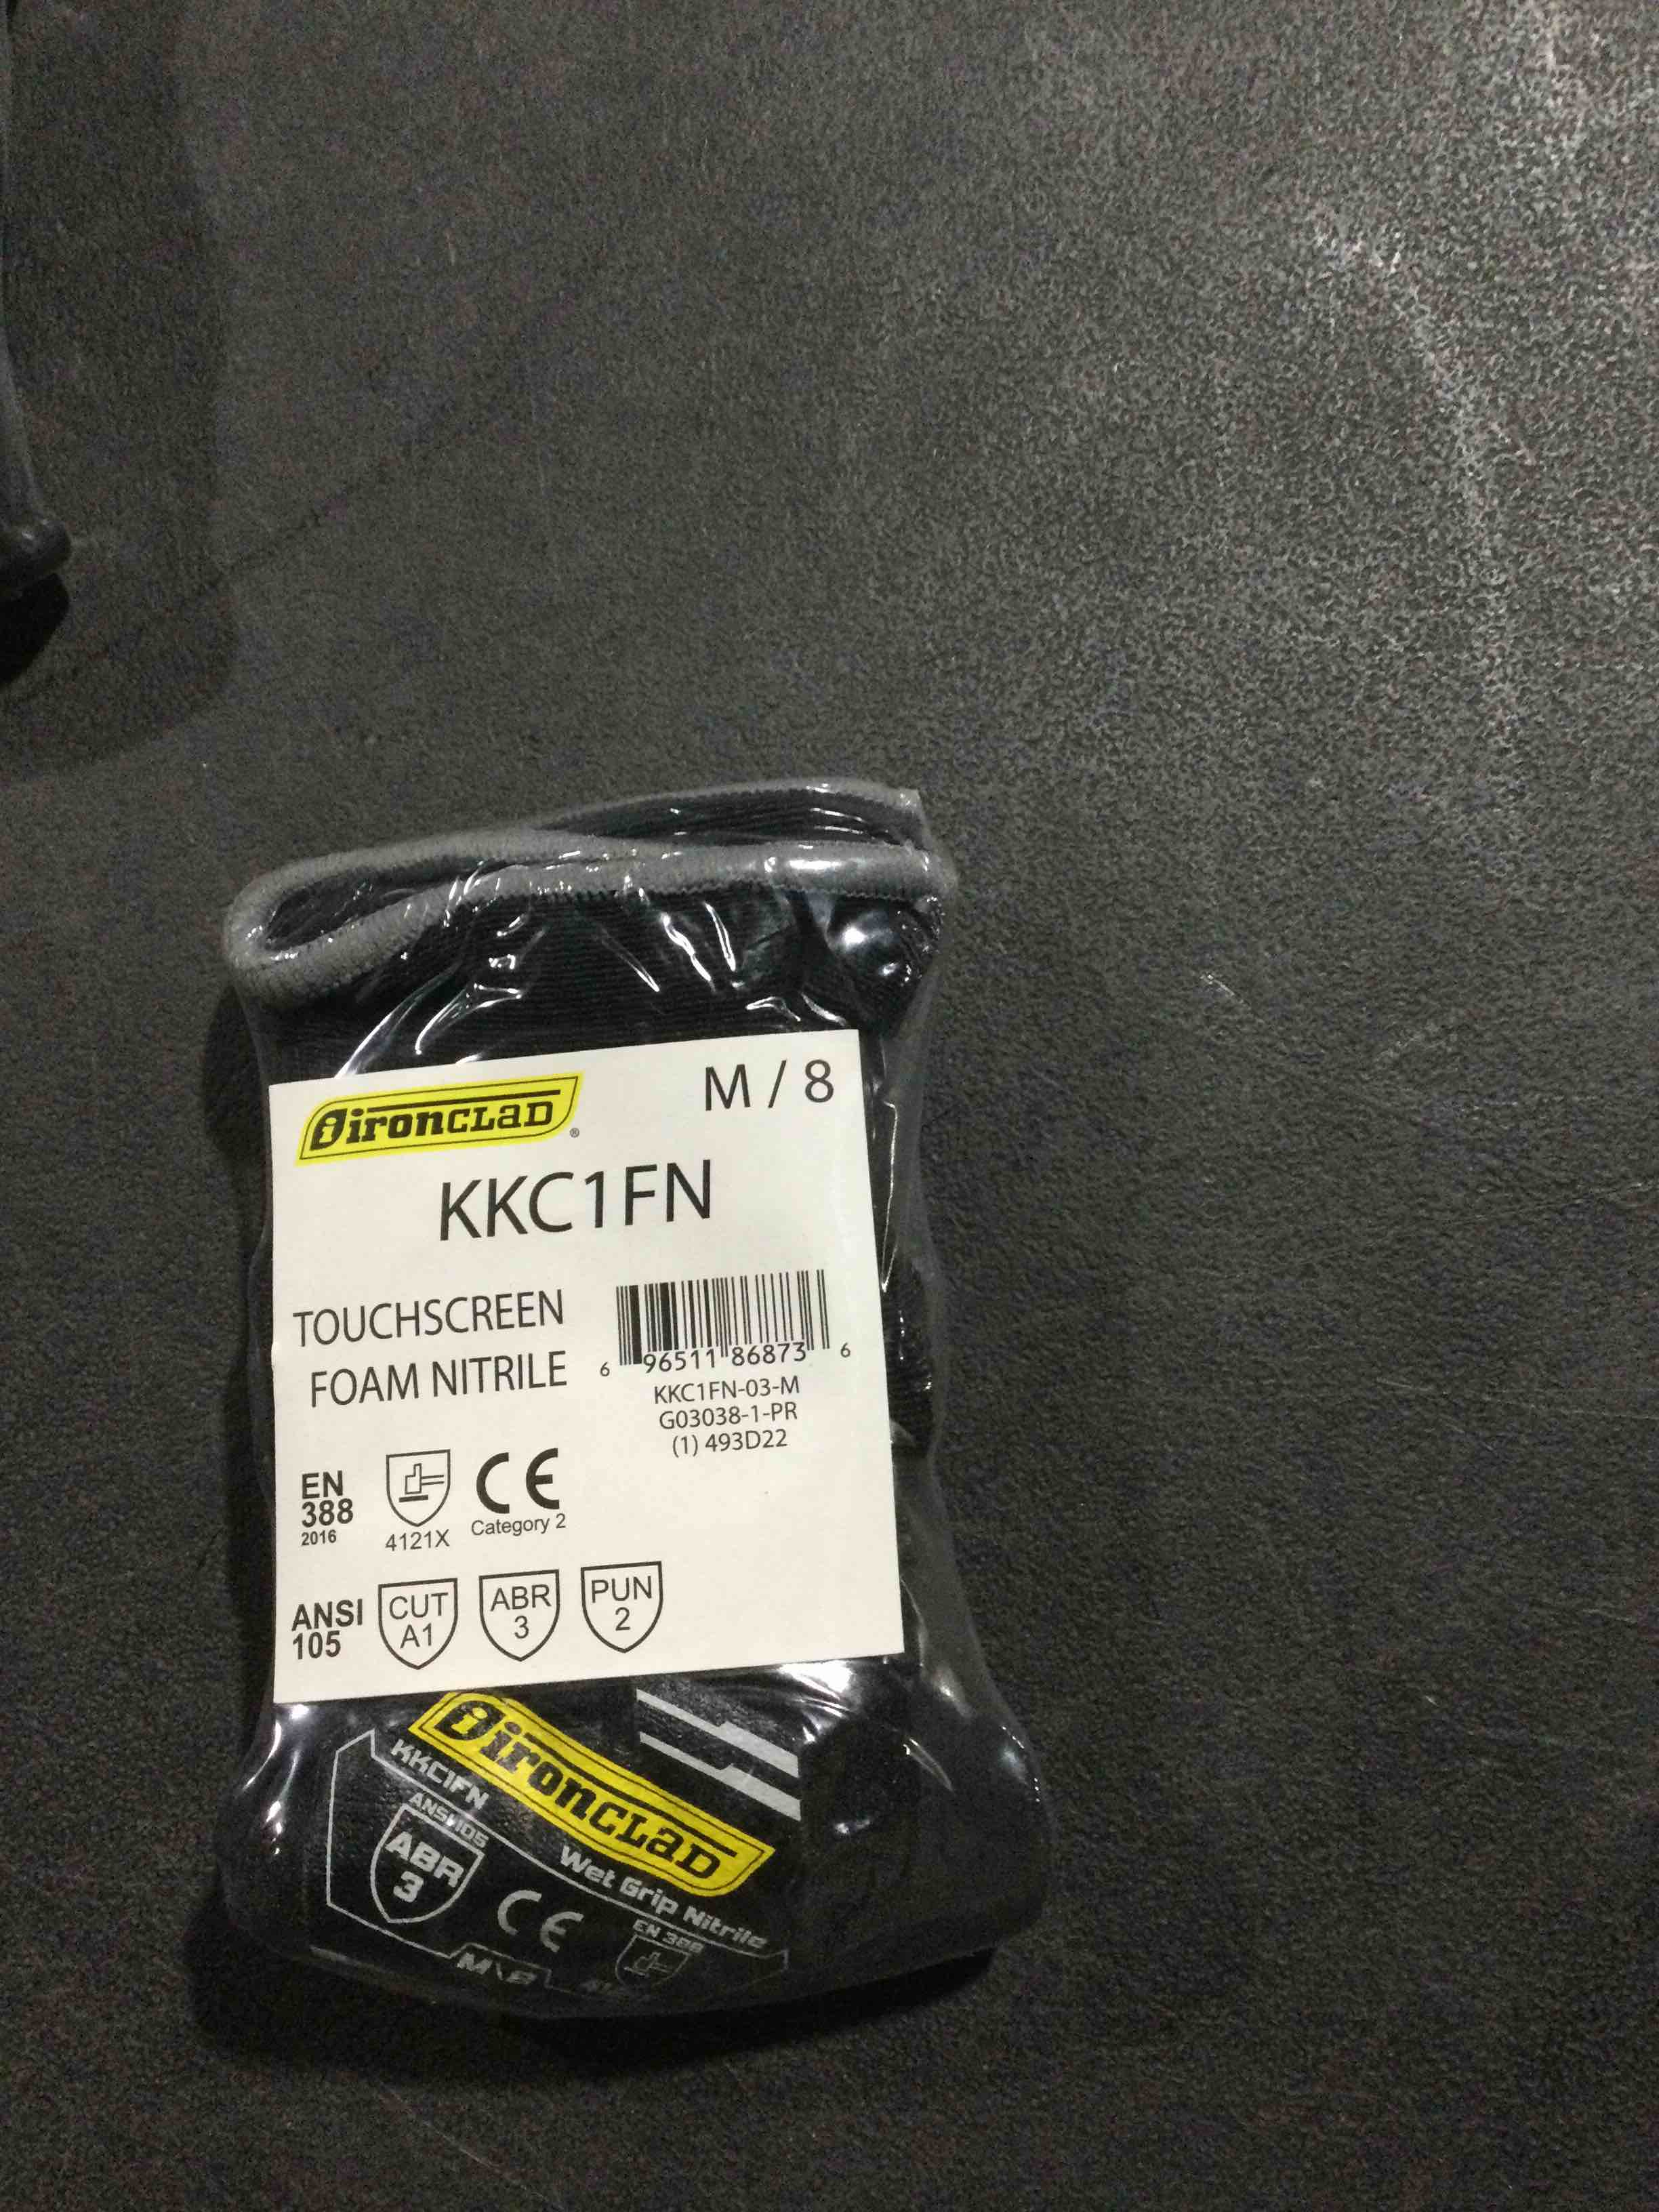 ironCLaD® M / 8
KKC1FN
TOUCHSCREEN
FOAM NITRILE
6 96511 86873 6
KKC1FN-03-M
G03038-1-PR
(1) 493D22
EN
388
2016
4121X
CE
Category 2
ANSI
105
CUT
A1
ABR
3
PUN
2
ironCLaD
KKC1FN
ANSI 105
ABR
3
Wet Grip Nitrile
CE
EN 388
M\8